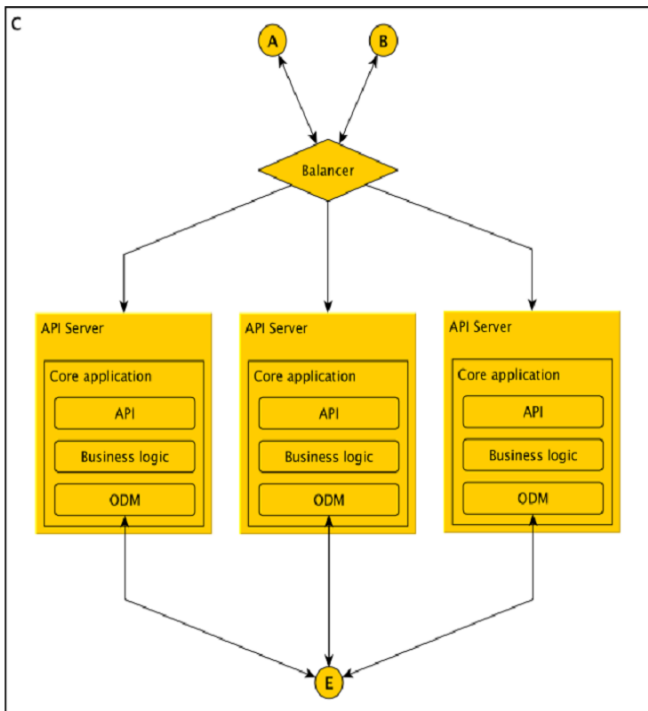 C
A
B
Balancer
API Server
Core application
API
Business logic
ODM
API Server
Core application
API
Business logic
ODM
API Server
Core application
API
Business logic
ODM
E